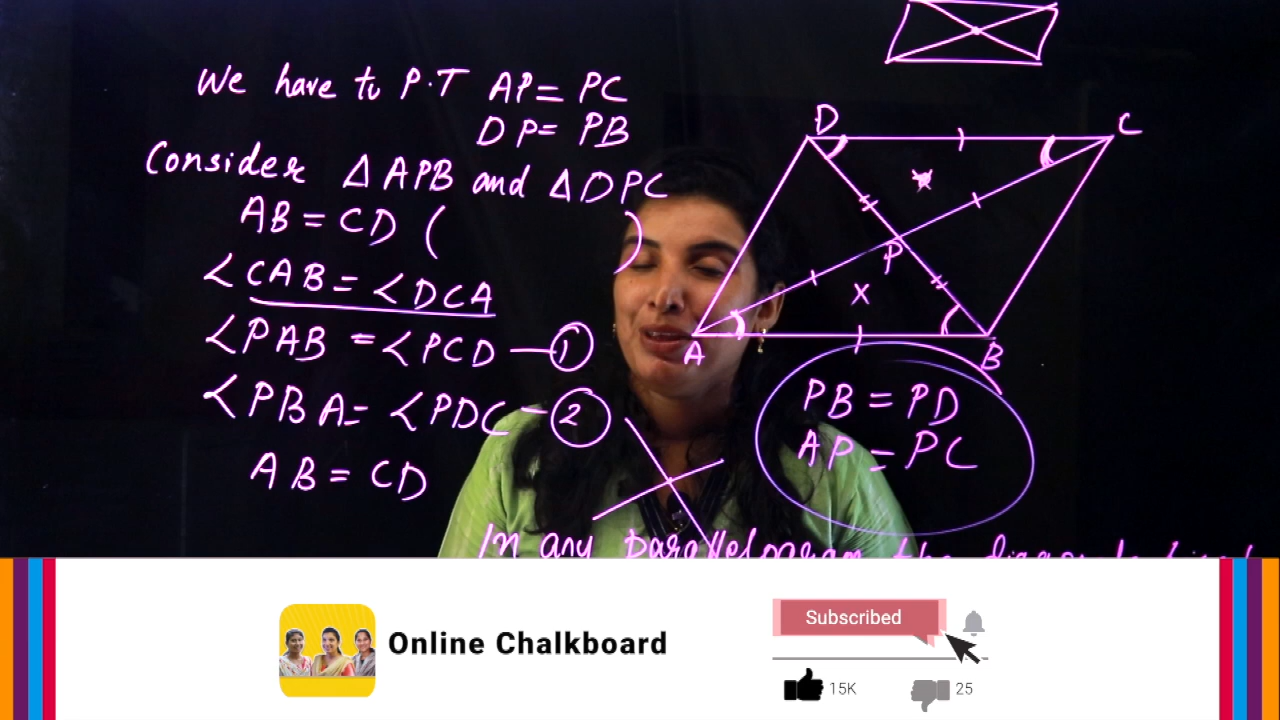 We have to P.T AP = PC
DP = PB
Consider △APB and △DPC
AB = CD ( )
∠CAB = ∠DCA
∠PAB = ∠PCD — 1
∠PBA = ∠PDC — 2
AB = CD
D
C
P
x
A
B
PB = PD
AP = PC
In any parallelogram the
Online Chalkboard
Subscribed
15K
25